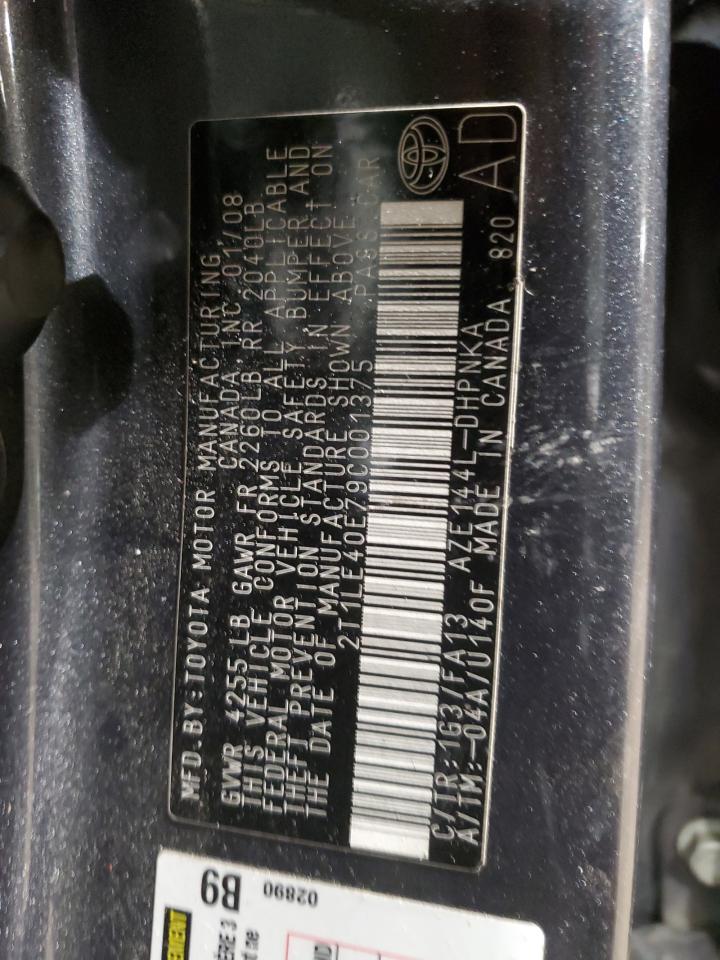 MFD.BY:TOYOTA MOTOR MANUFACTURING
CANADA, INC 01/08
GVWR 4255 LB GAWR FR 2260LB RR 2040LB
THIS VEHICLE CONFORMS TO ALL APPLICABLE
FEDERAL MOTOR VEHICLE SAFETY BUMPER AND
THEFT PREVENTION STANDARDS IN EFFECT ON
THE DATE OF MANUFACTURE SHOWN ABOVE.
2T1LE40E79C001375 PASS CAR
C/TR:1G3/FA13 AZE144L-DHPNKA
A/TM:-04A/U140F MADE IN CANADA. 820
AD
B9
02890